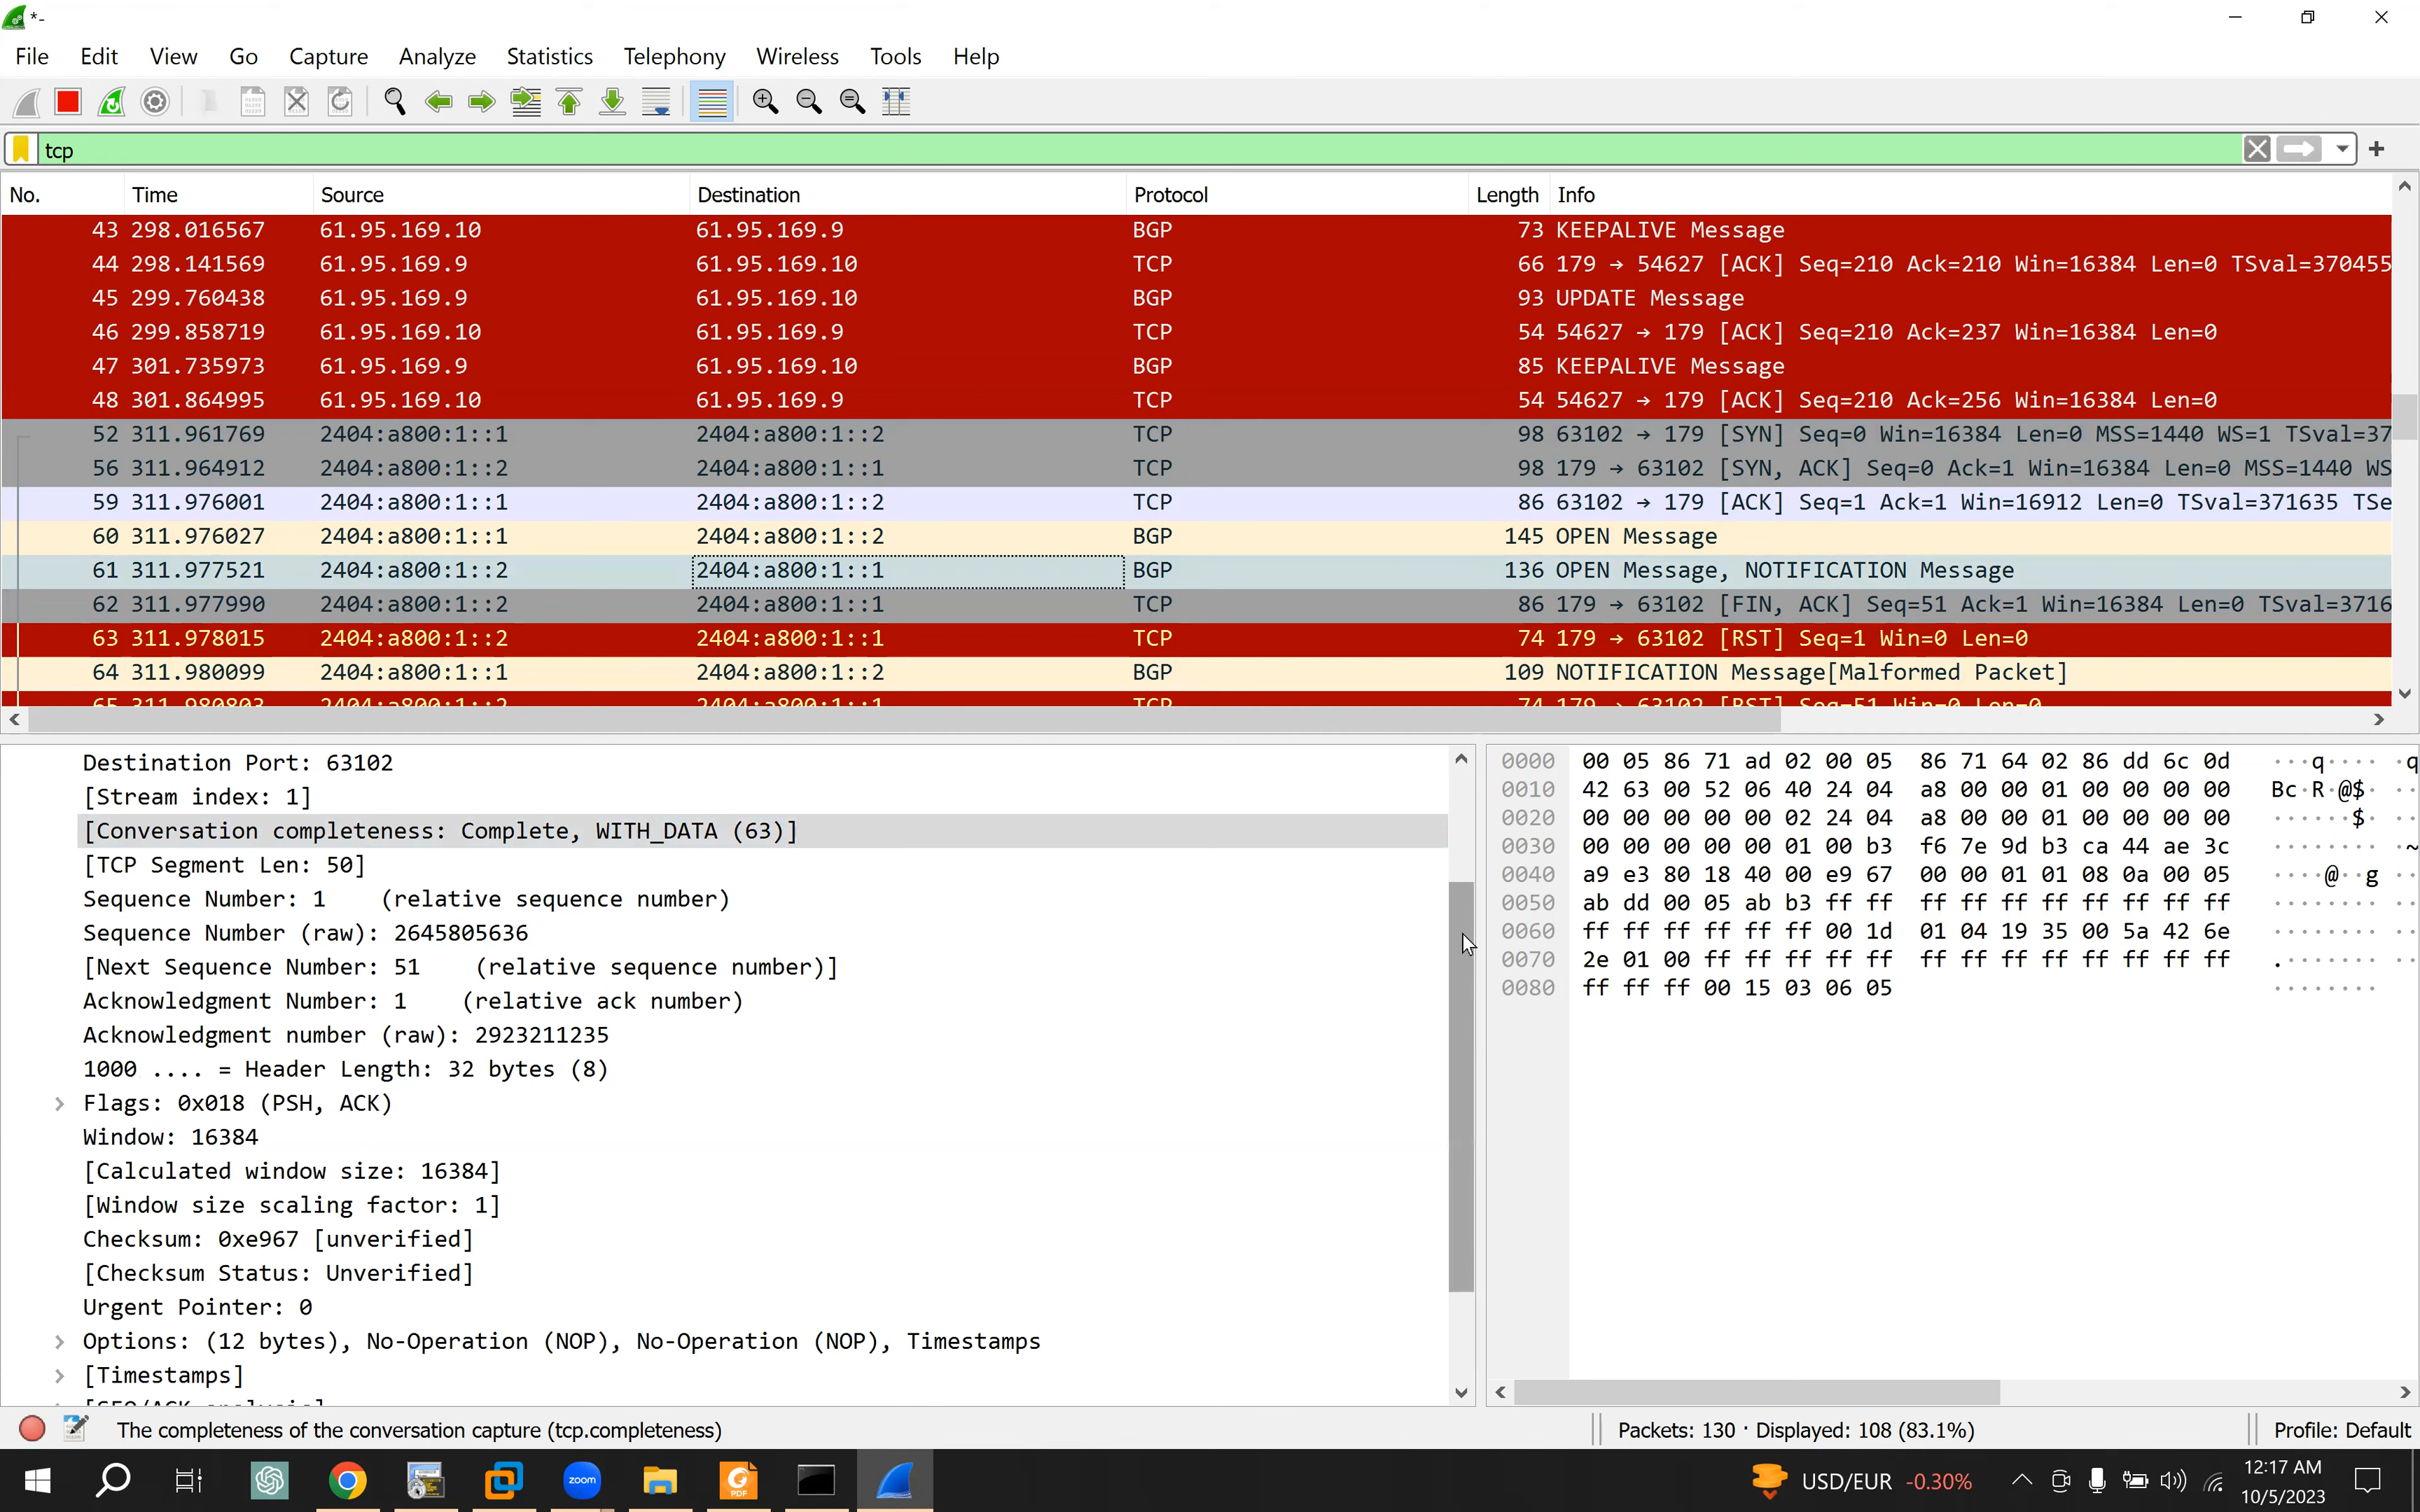 *-
File Edit View Go Capture Analyze Statistics Telephony Wireless Tools Help
tcp
No. Time Source Destination Protocol Length Info
43 298.016567 61.95.169.10 61.95.169.9 BGP 73 KEEPALIVE Message
44 298.141569 61.95.169.9 61.95.169.10 TCP 66 179 → 54627 [ACK] Seq=210 Ack=210 Win=16384 Len=0 TSval=370455
45 299.760438 61.95.169.9 61.95.169.10 BGP 93 UPDATE Message
46 299.858719 61.95.169.10 61.95.169.9 TCP 54 54627 → 179 [ACK] Seq=210 Ack=237 Win=16384 Len=0
47 301.735973 61.95.169.9 61.95.169.10 BGP 85 KEEPALIVE Message
48 301.864995 61.95.169.10 61.95.169.9 TCP 54 54627 → 179 [ACK] Seq=210 Ack=256 Win=16384 Len=0
52 311.961769 2404:a800:1::1 2404:a800:1::2 TCP 98 63102 → 179 [SYN] Seq=0 Win=16384 Len=0 MSS=1440 WS=1 TSval=37
56 311.964912 2404:a800:1::2 2404:a800:1::1 TCP 98 179 → 63102 [SYN, ACK] Seq=0 Ack=1 Win=16384 Len=0 MSS=1440 WS
59 311.976001 2404:a800:1::1 2404:a800:1::2 TCP 86 63102 → 179 [ACK] Seq=1 Ack=1 Win=16912 Len=0 TSval=371635 TSe
60 311.976027 2404:a800:1::1 2404:a800:1::2 BGP 145 OPEN Message
61 311.977521 2404:a800:1::2 2404:a800:1::1 BGP 136 OPEN Message, NOTIFICATION Message
62 311.977990 2404:a800:1::2 2404:a800:1::1 TCP 86 179 → 63102 [FIN, ACK] Seq=51 Ack=1 Win=16384 Len=0 TSval=3716
63 311.978015 2404:a800:1::2 2404:a800:1::1 TCP 74 179 → 63102 [RST] Seq=1 Win=0 Len=0
64 311.980099 2404:a800:1::1 2404:a800:1::2 BGP 109 NOTIFICATION Message[Malformed Packet]
65 311.980803 2404:a800:1::2 2404:a800:1::1 TCP 74 179 → 63102 [RST] Seq=51 Win=0 Len=0
Destination Port: 63102
[Stream index: 1]
[Conversation completeness: Complete, WITH_DATA (63)]
[TCP Segment Len: 50]
Sequence Number: 1 (relative sequence number)
Sequence Number (raw): 2645805636
[Next Sequence Number: 51 (relative sequence number)]
Acknowledgment Number: 1 (relative ack number)
Acknowledgment number (raw): 2923211235
1000 .... = Header Length: 32 bytes (8)
Flags: 0x018 (PSH, ACK)
Window: 16384
[Calculated window size: 16384]
[Window size scaling factor: 1]
Checksum: 0xe967 [unverified]
[Checksum Status: Unverified]
Urgent Pointer: 0
Options: (12 bytes), No-Operation (NOP), No-Operation (NOP), Timestamps
[Timestamps]
[SEQ/ACK analysis]
0000 00 05 86 71 ad 02 00 05 86 71 64 02 86 dd 6c 0d ···q···· ·q
0010 42 63 00 52 06 40 24 04 a8 00 00 01 00 00 00 00 Bc·R·@$· ··
0020 00 00 00 00 00 02 24 04 a8 00 00 01 00 00 00 00 ······$· ··
0030 00 00 00 00 00 01 00 b3 f6 7e 9d b3 ca 44 ae 3c ········ ·~
0040 a9 e3 80 18 40 00 e9 67 00 00 01 01 08 0a 00 05 ····@··g ··
0050 ab dd 00 05 ab b3 ff ff ff ff ff ff ff ff ff ff ········ ··
0060 ff ff ff ff ff ff 00 1d 01 04 19 35 00 5a 42 6e ········ ··
0070 2e 01 00 ff ff ff ff ff ff ff ff ff ff ff ff ff .······· ··
0080 ff ff ff 00 15 03 06 05 ········
The completeness of the conversation capture (tcp.completeness) Packets: 130 · Displayed: 108 (83.1%) Profile: Default
zoom
PDF
USD/EUR -0.30%
12:17 AM
10/5/2023